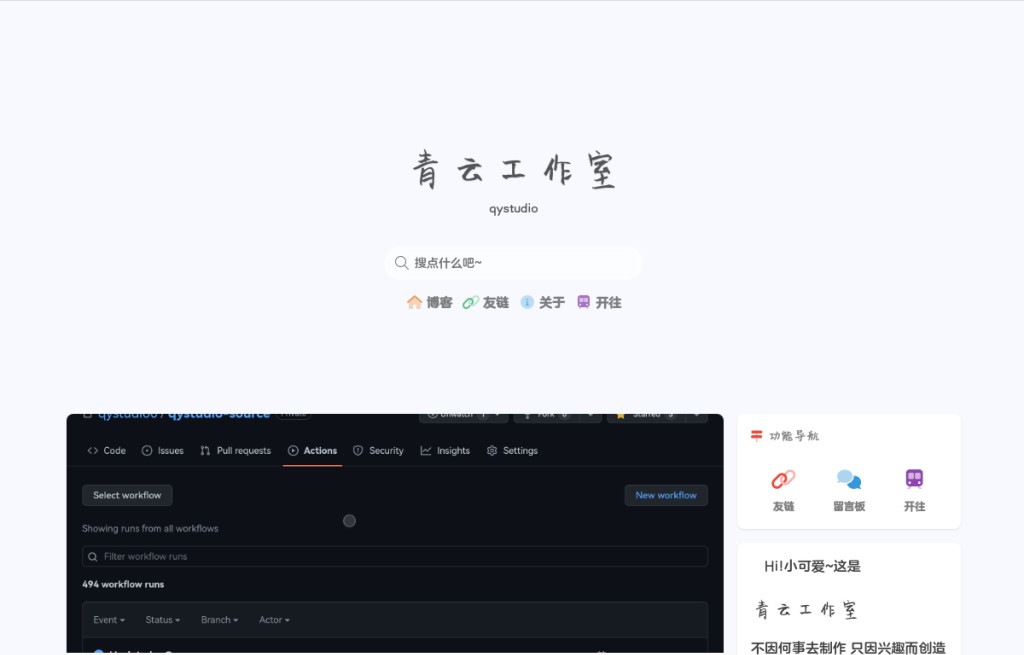 青云工作室
qystudio
搜点什么吧~
博客 友链 关于 开往
qystudio0 / qystudio-source Private
Unwatch 1 Fork 0 Starred 3
Code Issues Pull requests Actions Security Insights Settings
Select workflow New workflow
Showing runs from all workflows
Filter workflow runs
494 workflow runs
Event Status Branch Actor
功能导航
友链 留言板 开往
Hi!小可爱~这是
青云工作室
不因何事去制作 只因兴趣而创造